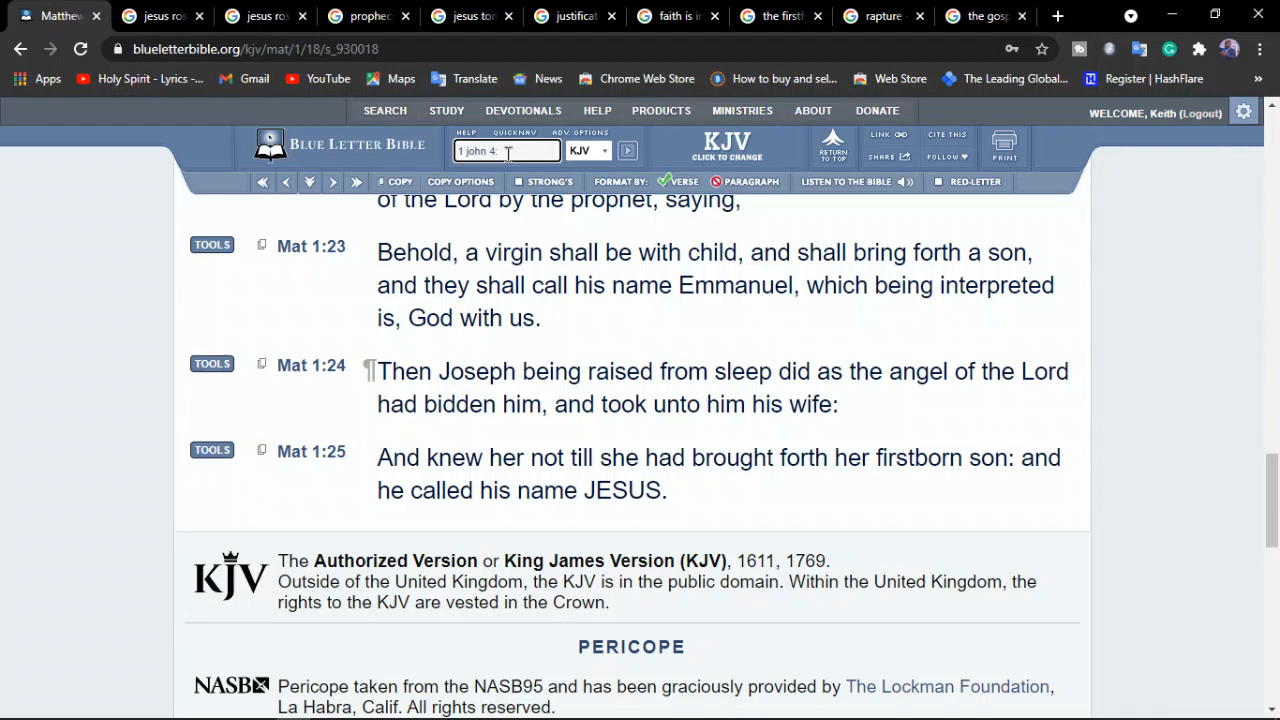 Matthew
jesus ros
jesus ros
prophec
jesus tor
justificat
faith is in
the firstf
rapture -
the gosp
blueletterbible.org/kjv/mat/1/18/s_930018
Apps
Holy Spirit - Lyrics -...
Gmail
YouTube
Maps
Translate
News
Chrome Web Store
How to buy and sel...
Web Store
The Leading Global...
Register | HashFlare
»
SEARCH STUDY DEVOTIONALS HELP PRODUCTS MINISTRIES ABOUT DONATE
WELCOME, Keith (Logout)
BLUE LETTER BIBLE
HELP QUICKNAV ADV. OPTIONS
1 john 4:
KJV
KJV
CLICK TO CHANGE
RETURN
TO TOP
LINK
CITE THIS
SHARE
FOLLOW
PRINT
COPY COPY OPTIONS STRONG'S FORMAT BY: VERSE PARAGRAPH LISTEN TO THE BIBLE RED-LETTER
of the Lord by the prophet, saying,
TOOLS Mat 1:23 Behold, a virgin shall be with child, and shall bring forth a son,
and they shall call his name Emmanuel, which being interpreted
is, God with us.
TOOLS Mat 1:24 ¶Then Joseph being raised from sleep did as the angel of the Lord
had bidden him, and took unto him his wife:
TOOLS Mat 1:25 And knew her not till she had brought forth her firstborn son: and
he called his name JESUS.
KJV
The Authorized Version or King James Version (KJV), 1611, 1769.
Outside of the United Kingdom, the KJV is in the public domain. Within the United Kingdom, the
rights to the KJV are vested in the Crown.
PERICOPE
NASB
Pericope taken from the NASB95 and has been graciously provided by The Lockman Foundation,
La Habra, Calif. All rights reserved.